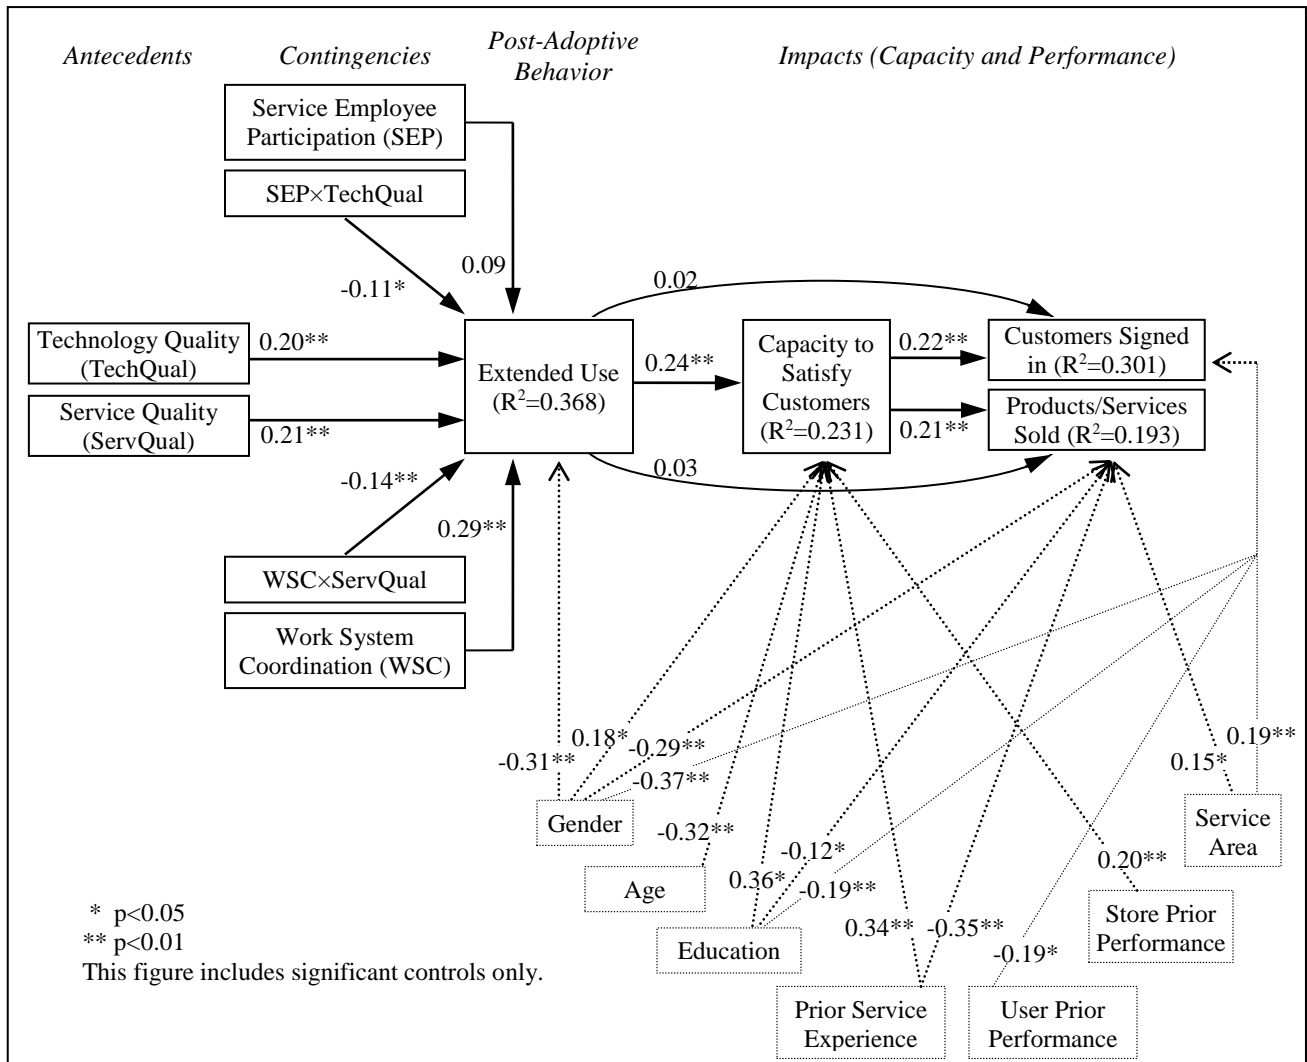 Antecedents
Contingencies
Post-Adoptive
Behavior
Impacts (Capacity and Performance)
Service Employee
Participation (SEP)
SEP×TechQual
0.09
-0.11*
0.02
Technology Quality
(TechQual)
0.20**
Service Quality
(ServQual)
0.21**
Extended Use
(R²=0.368)
0.24**
Capacity to
Satisfy
Customers
(R²=0.231)
0.22**
0.21**
Customers Signed
in (R²=0.301)
Products/Services
Sold (R²=0.193)
0.03
-0.14**
0.29**
WSC×ServQual
Work System
Coordination (WSC)
-0.31**
0.18*
-0.29**
-0.37**
0.19**
0.15*
Gender
Service
Area
-0.32**
-0.12*
0.20**
Age
0.36*
-0.19**
Store Prior
Performance
Education
0.34**
-0.35**
-0.19*
Prior Service
Experience
User Prior
Performance
* p<0.05
** p<0.01
This figure includes significant controls only.